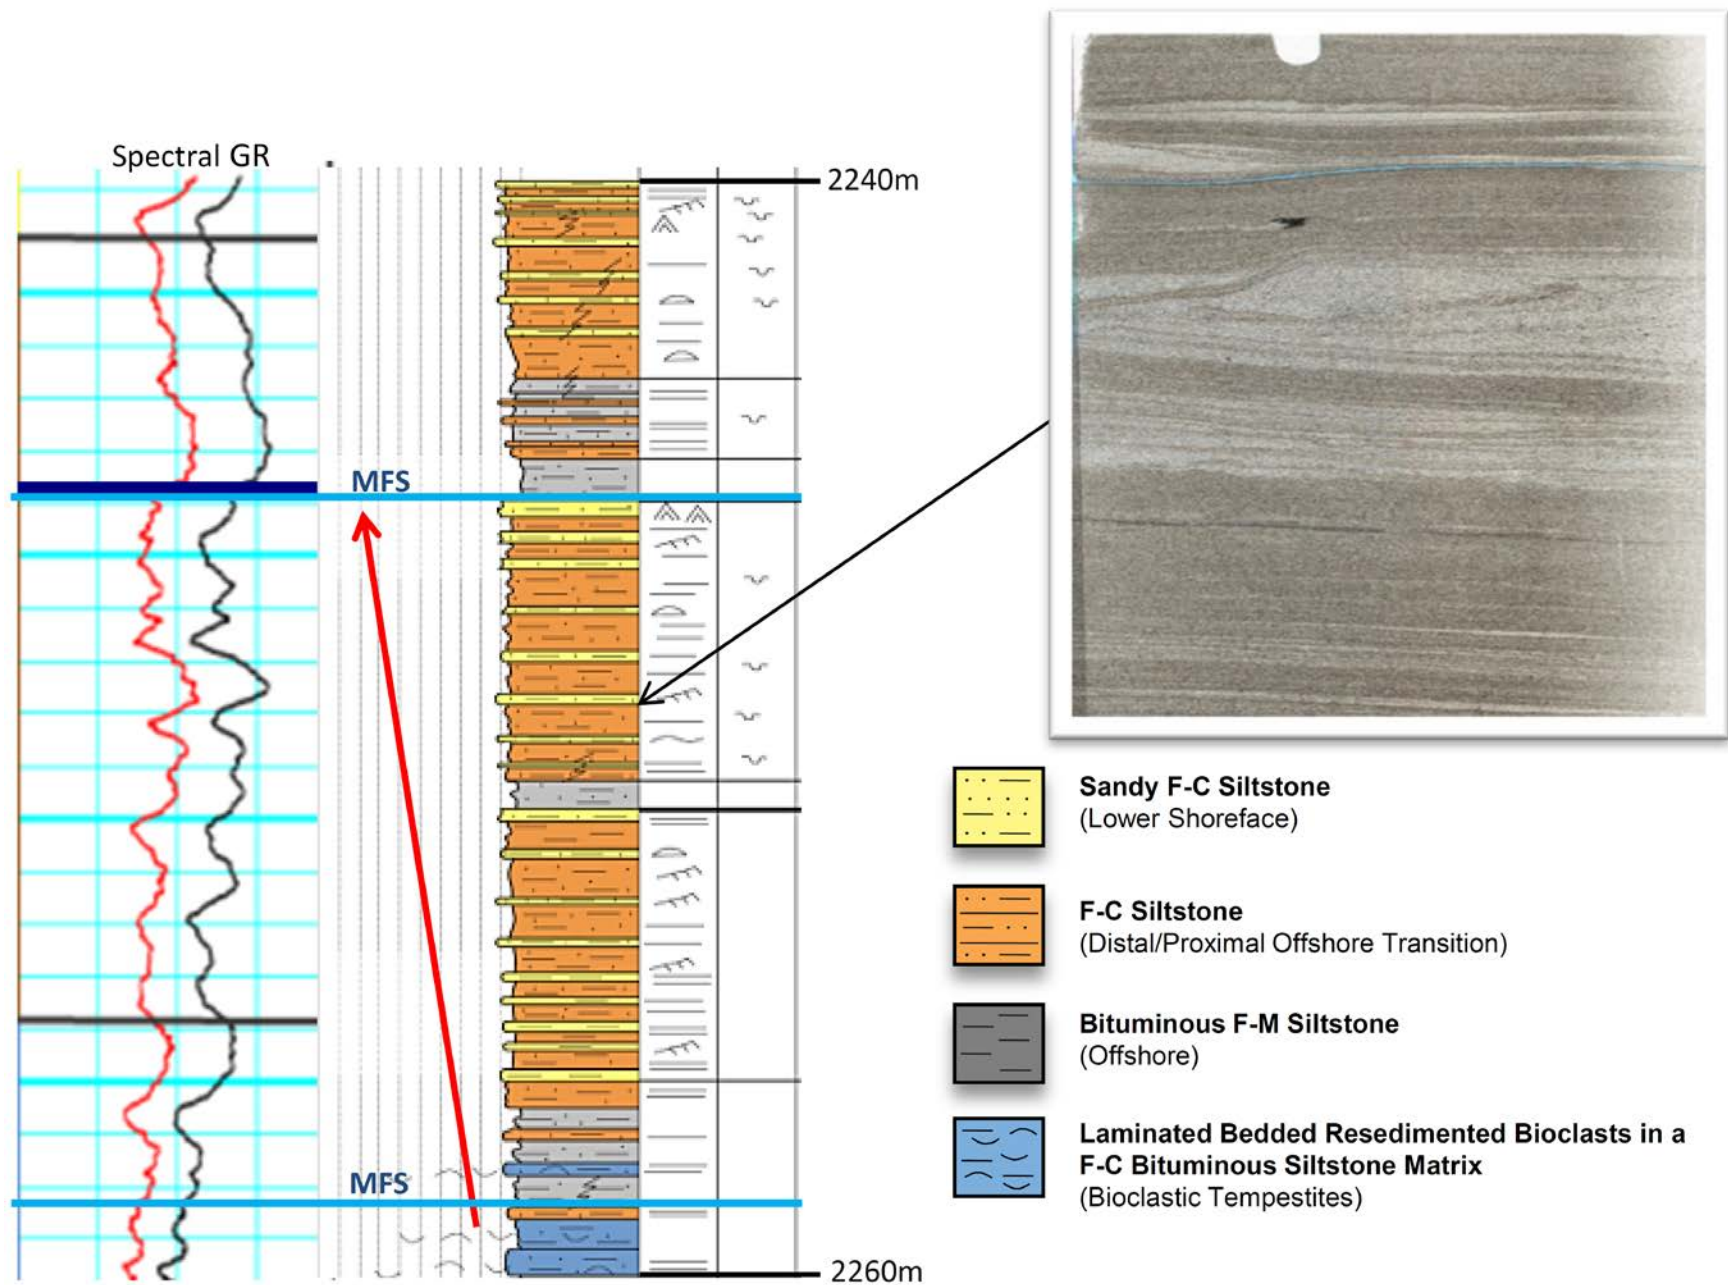 Spectral GR
2240m
MFS
MFS
2260m
Sandy F-C Siltstone
(Lower Shoreface)
F-C Siltstone
(Distal/Proximal Offshore Transition)
Bituminous F-M Siltstone
(Offshore)
Laminated Bedded Resedimented Bioclasts in a
F-C Bituminous Siltstone Matrix
(Bioclastic Tempestites)